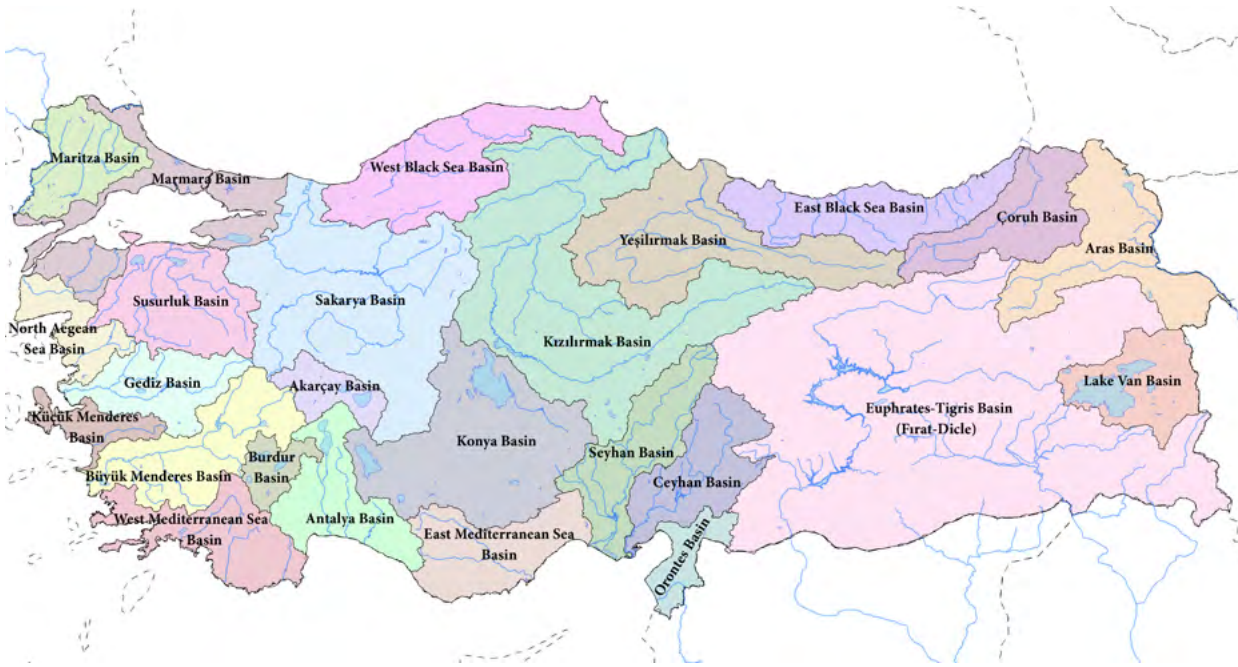 Maritza Basin
Marmara Basin
West Black Sea Basin
East Black Sea Basin
Çoruh Basin
Aras Basin
Yeşilırmak Basin
Susurluk Basin
Sakarya Basin
North Aegean
Sea Basin
Kızılırmak Basin
Gediz Basin
Akarçay Basin
Lake Van Basin
Küçük Menderes
Basin
Euphrates-Tigris Basin
(Fırat-Dicle)
Konya Basin
Burdur
Basin
Seyhan Basin
Büyük Menderes Basin
Ceyhan Basin
West Mediterranean Sea
Basin
Antalya Basin
East Mediterranean Sea
Basin
Orontes Basin